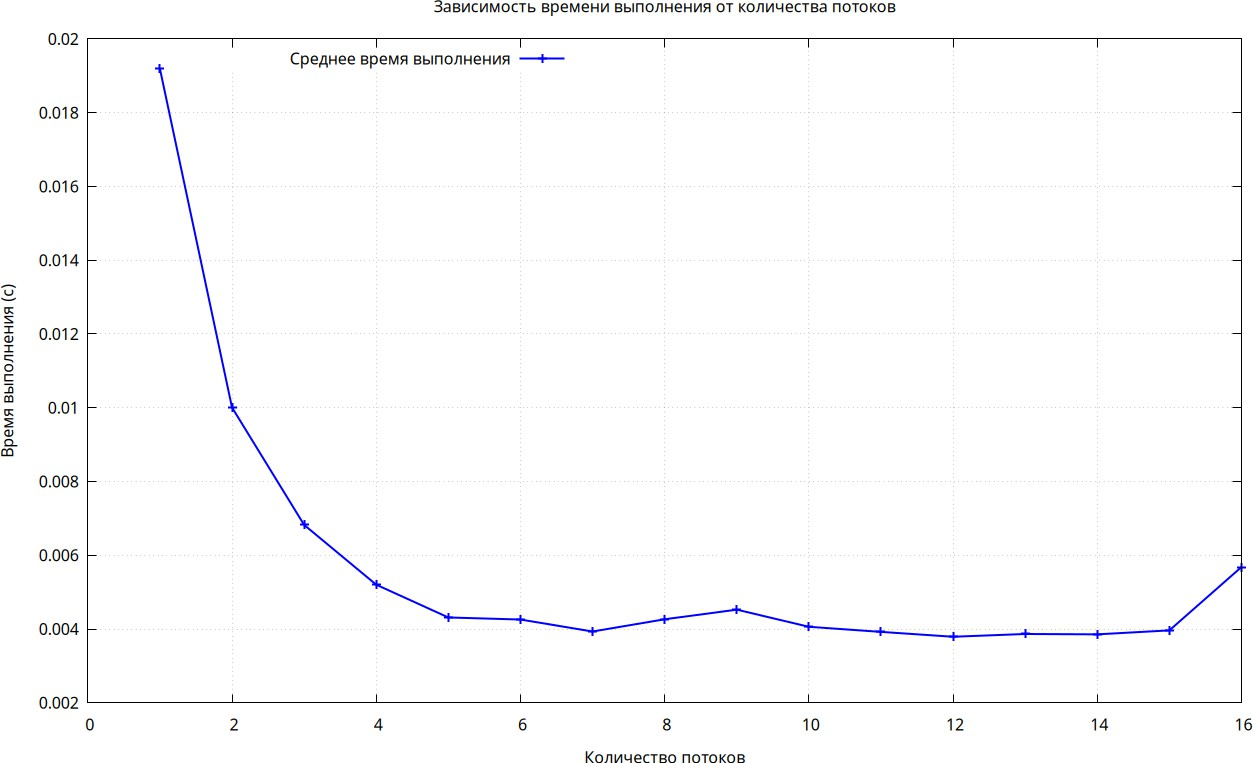 Зависимость времени выполнения от количества потоков
Среднее время выполнения
0.02
0.018
0.016
0.014
0.012
0.01
0.008
0.006
0.004
0.002
Время выполнения (с)
0 2 4 6 8 10 12 14 16
Количество потоков